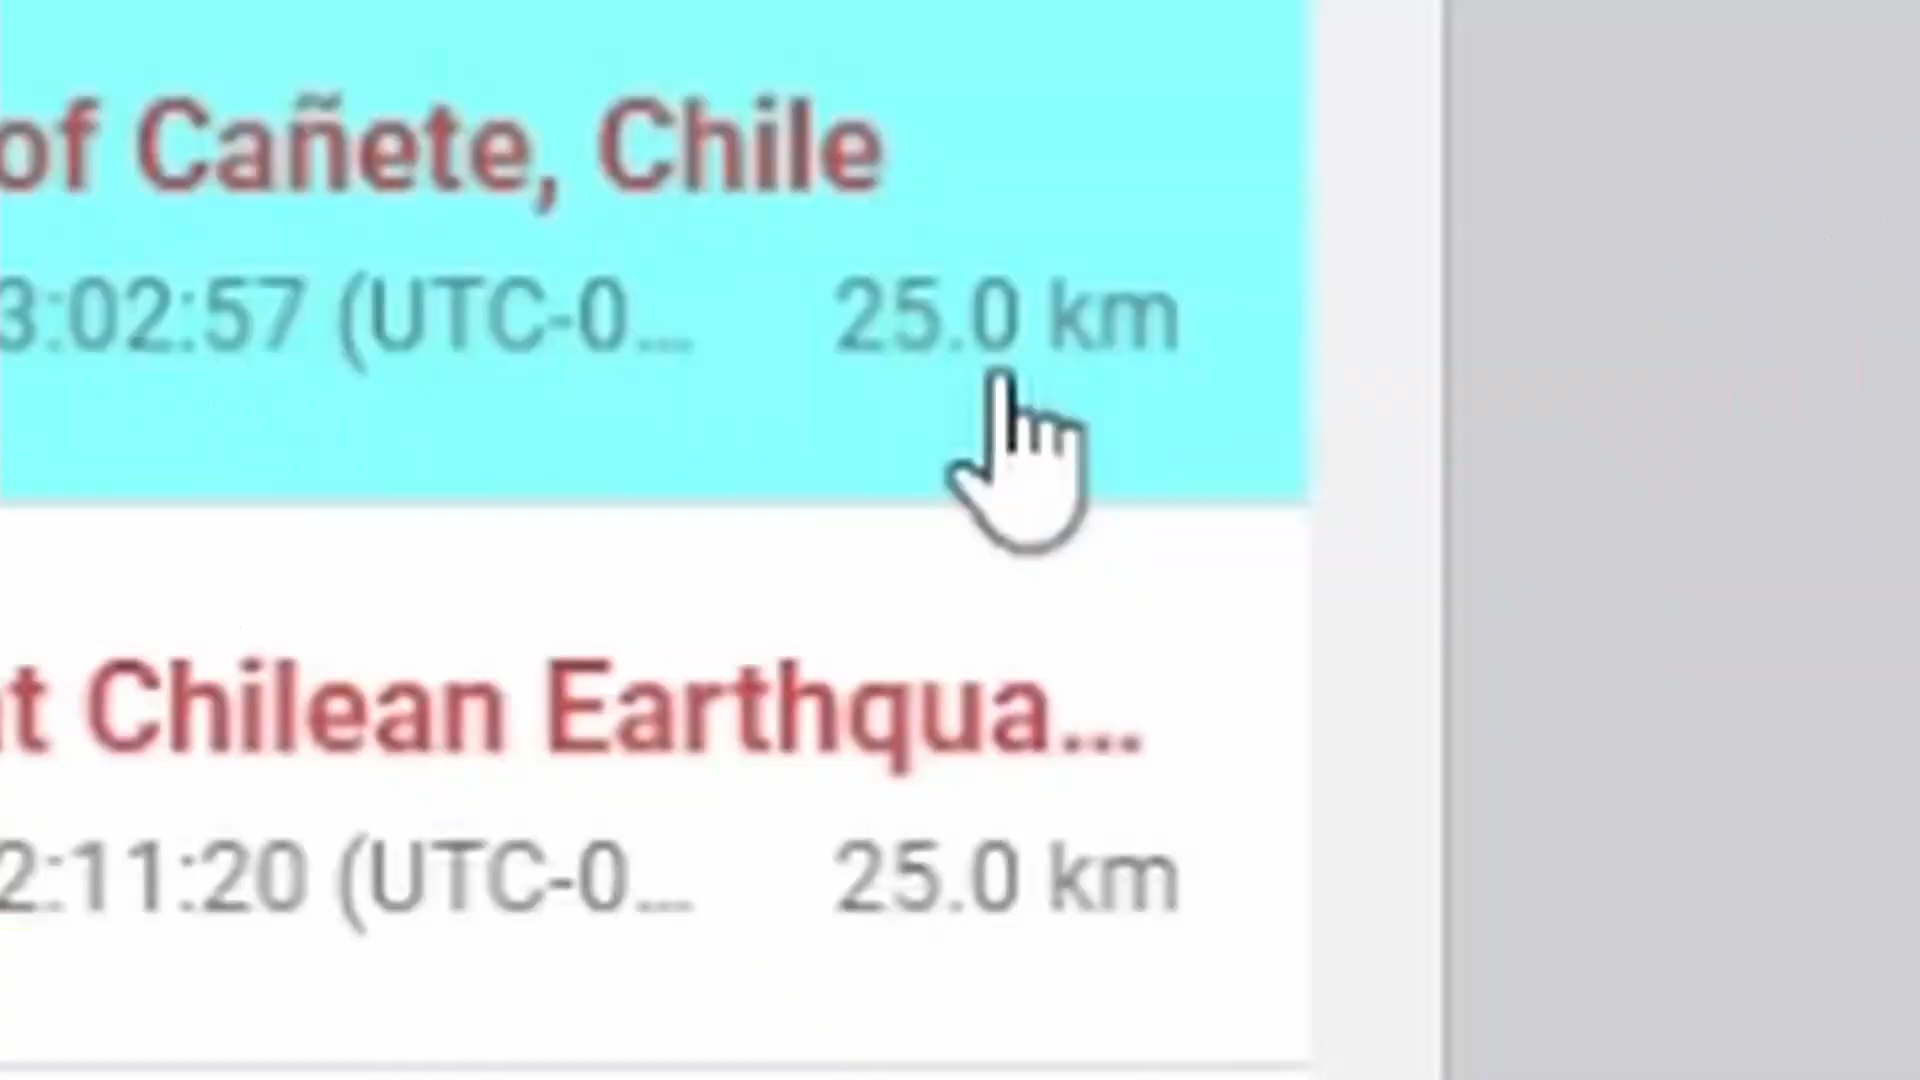 of Cañete, Chile
3:02:57 (UTC-0... 25.0 km
at Chilean Earthqua...
2:11:20 (UTC-0... 25.0 km